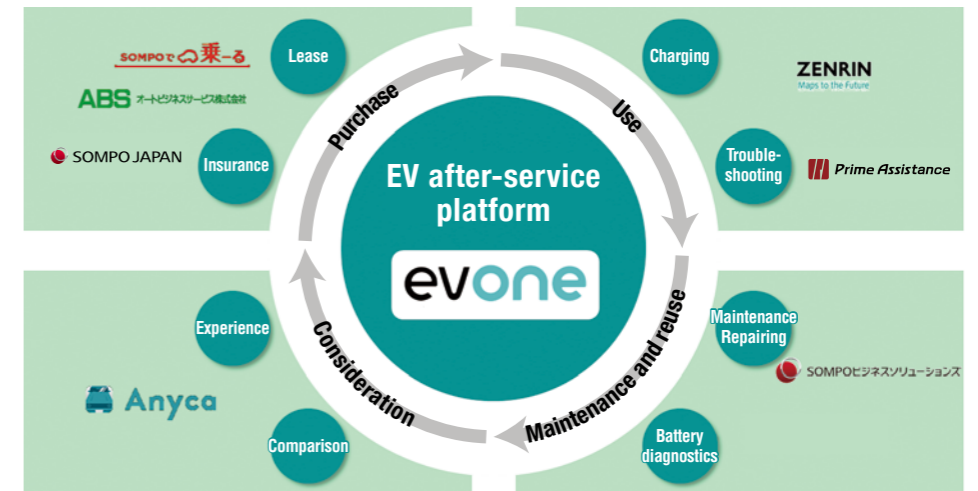 SOMPOで乗ーる
Lease
ABS オートビジネスサービス株式会社
SOMPO JAPAN
Insurance
Purchase
Charging
ZENRIN
Maps to the Future
Use
Trouble-
shooting
Prime Assistance
EV after-service
platform
evone
Experience
Anyca
Comparison
Consideration
Maintenance
Repairing
SOMPOビジネスソリューションズ
Maintenance and reuse
Battery
diagnostics